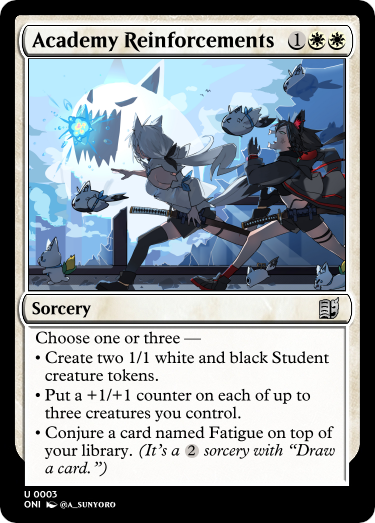 Academy Reinforcements 1
Sorcery
Choose one or three —
• Create two 1/1 white and black Student
creature tokens.
• Put a +1/+1 counter on each of up to
three creatures you control.
• Conjure a card named Fatigue on top of
your library. (It's a 2 sorcery with “Draw
a card.”)
U 0003
ONI @A_SUNYORO